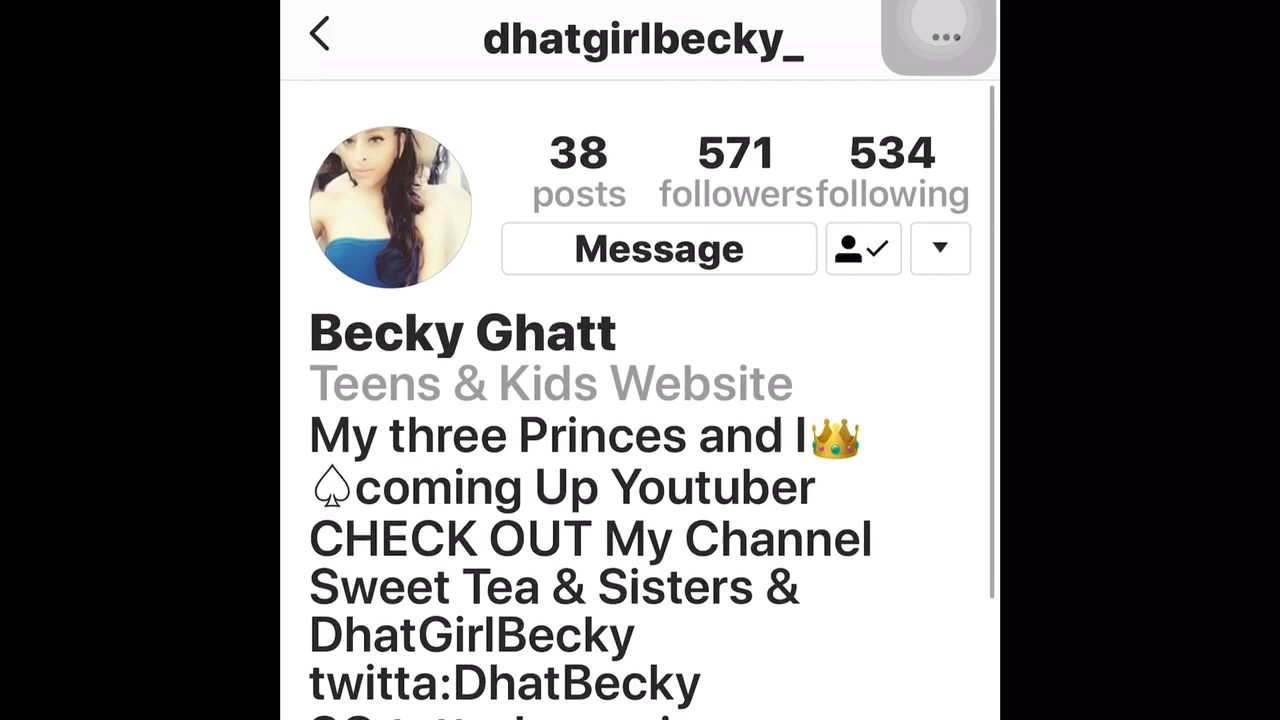 dhatgirlbecky_
38 571 534
posts followers following
Message
Becky Ghatt
Teens & Kids Website
My three Princes and I👑
♤coming Up Youtuber
CHECK OUT My Channel
Sweet Tea & Sisters &
DhatGirlBecky
twitta:DhatBecky